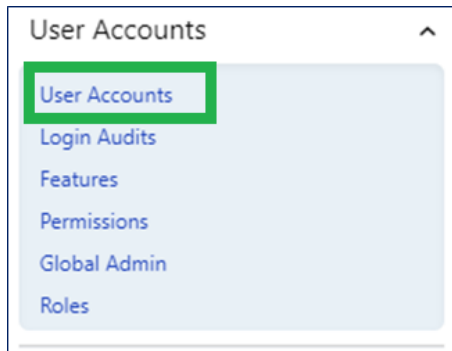 User Accounts
User Accounts
Login Audits
Features
Permissions
Global Admin
Roles